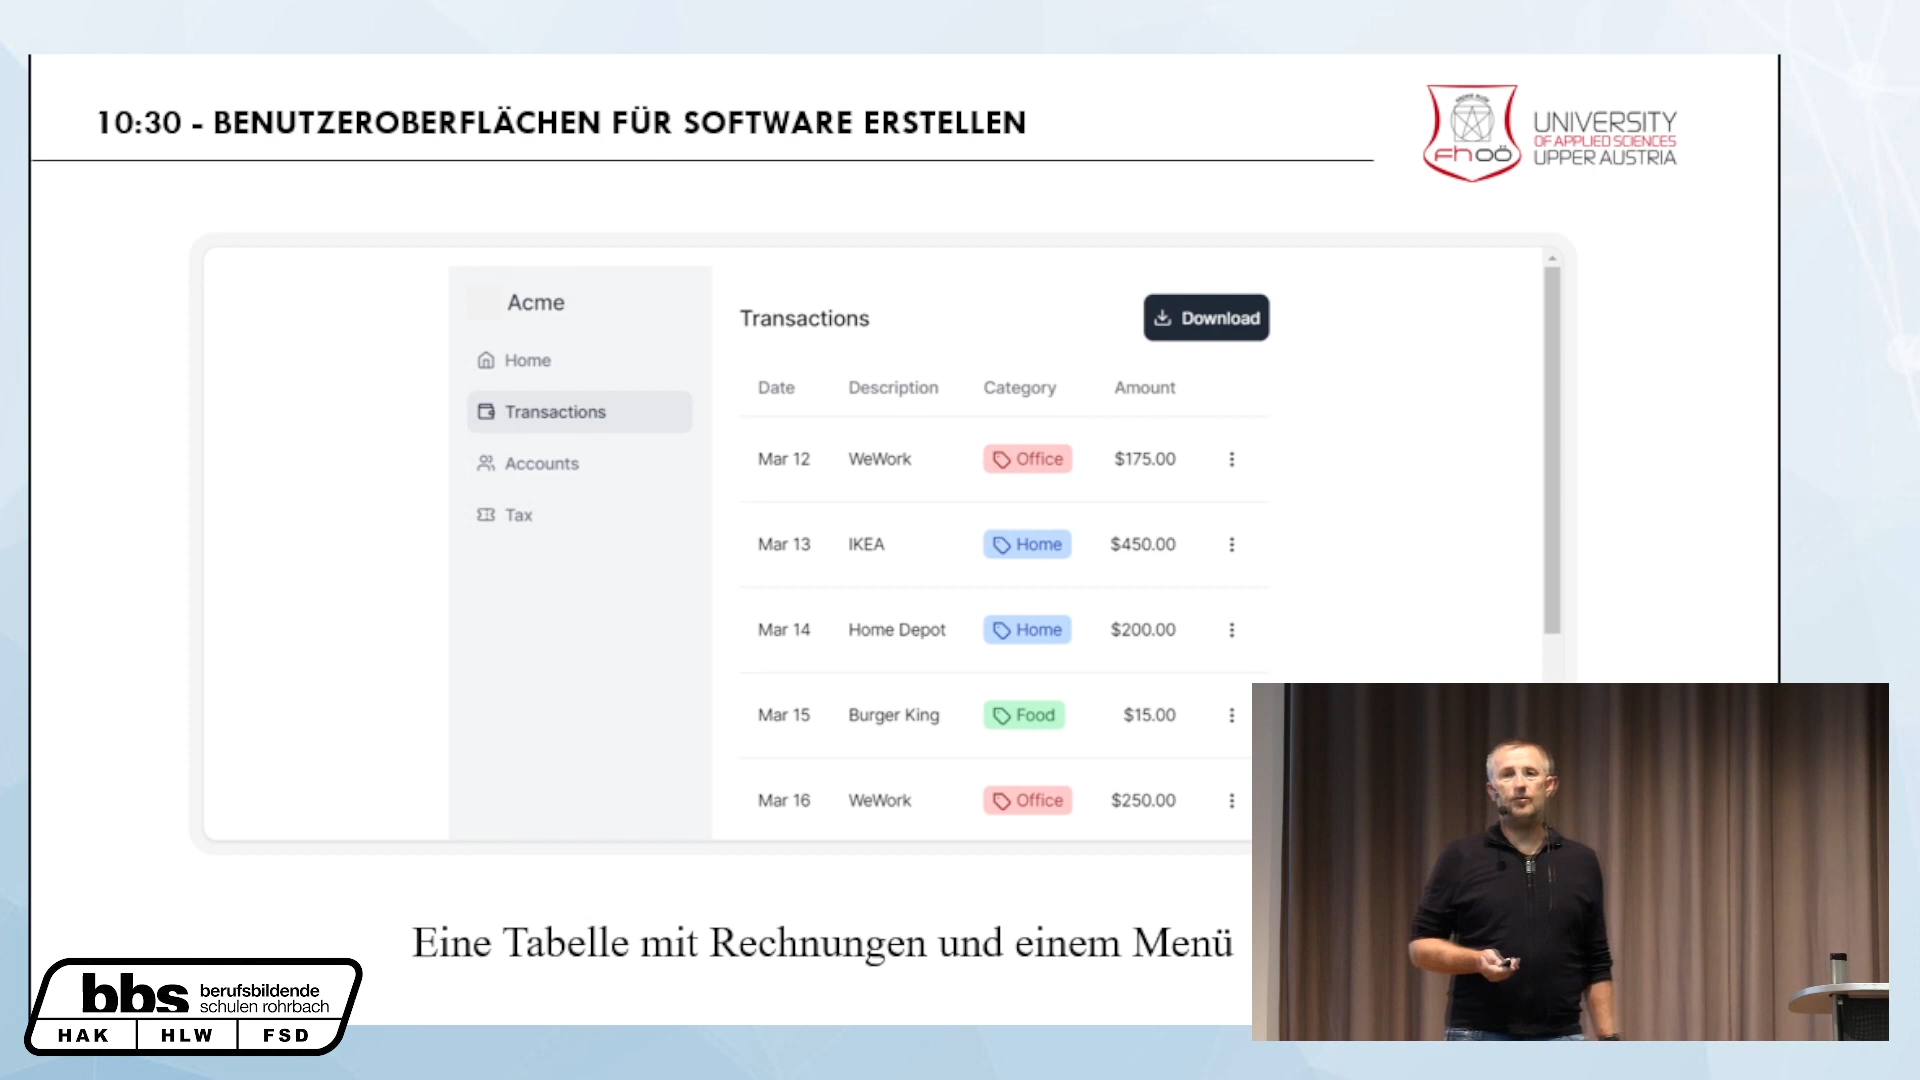 10:30 - BENUTZEROBERFLÄCHEN FÜR SOFTWARE ERSTELLEN
fh oö
UNIVERSITY
OF APPLIED SCIENCES
UPPER AUSTRIA
Acme
Home
Transactions
Accounts
Tax
Transactions
Download
Date Description Category Amount
Mar 12 WeWork Office $175.00
Mar 13 IKEA Home $450.00
Mar 14 Home Depot Home $200.00
Mar 15 Burger King Food $15.00
Mar 16 WeWork Office $250.00
Eine Tabelle mit Rechnungen und einem Menü
bbs berufsbildende
schulen rohrbach
HAK HLW FSD